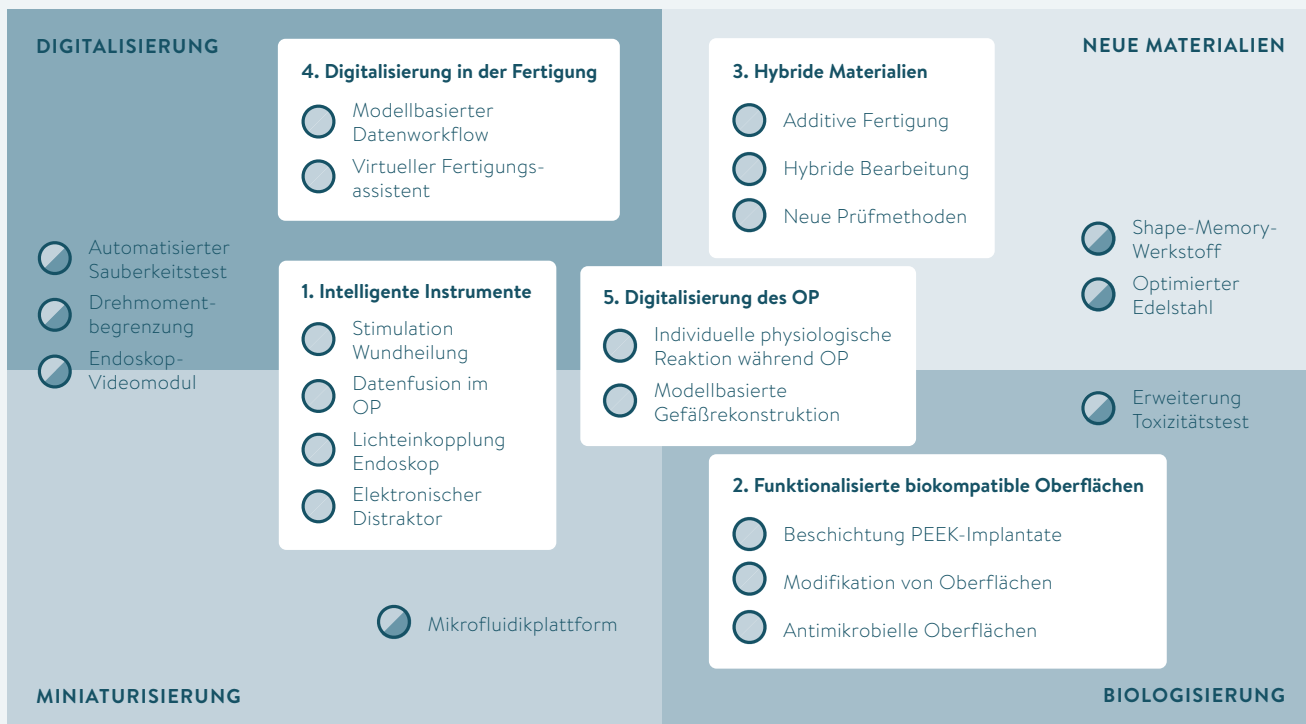 DIGITALISIERUNG
NEUE MATERIALIEN
4. Digitalisierung in der Fertigung
Modellbasierter
Datenworkflow
Virtueller Fertigungs-
assistent
3. Hybride Materialien
Additive Fertigung
Hybride Bearbeitung
Neue Prüfmethoden
Automatisierter
Sauberkeitstest
Drehmoment-
begrenzung
Endoskop-
Videomodul
1. Intelligente Instrumente
Stimulation
Wundheilung
Datenfusion im
OP
Lichteinkopplung
Endoskop
Elektronischer
Distraktor
5. Digitalisierung des OP
Individuelle physiologische
Reaktion während OP
Modellbasierte
Gefäßrekonstruktion
Shape-Memory-
Werkstoff
Optimierter
Edelstahl
Erweiterung
Toxizitätstest
2. Funktionalisierte biokompatible Oberflächen
Beschichtung PEEK-Implantate
Modifikation von Oberflächen
Antimikrobielle Oberflächen
Mikrofluidikplattform
MINIATURISIERUNG
BIOLOGISIERUNG